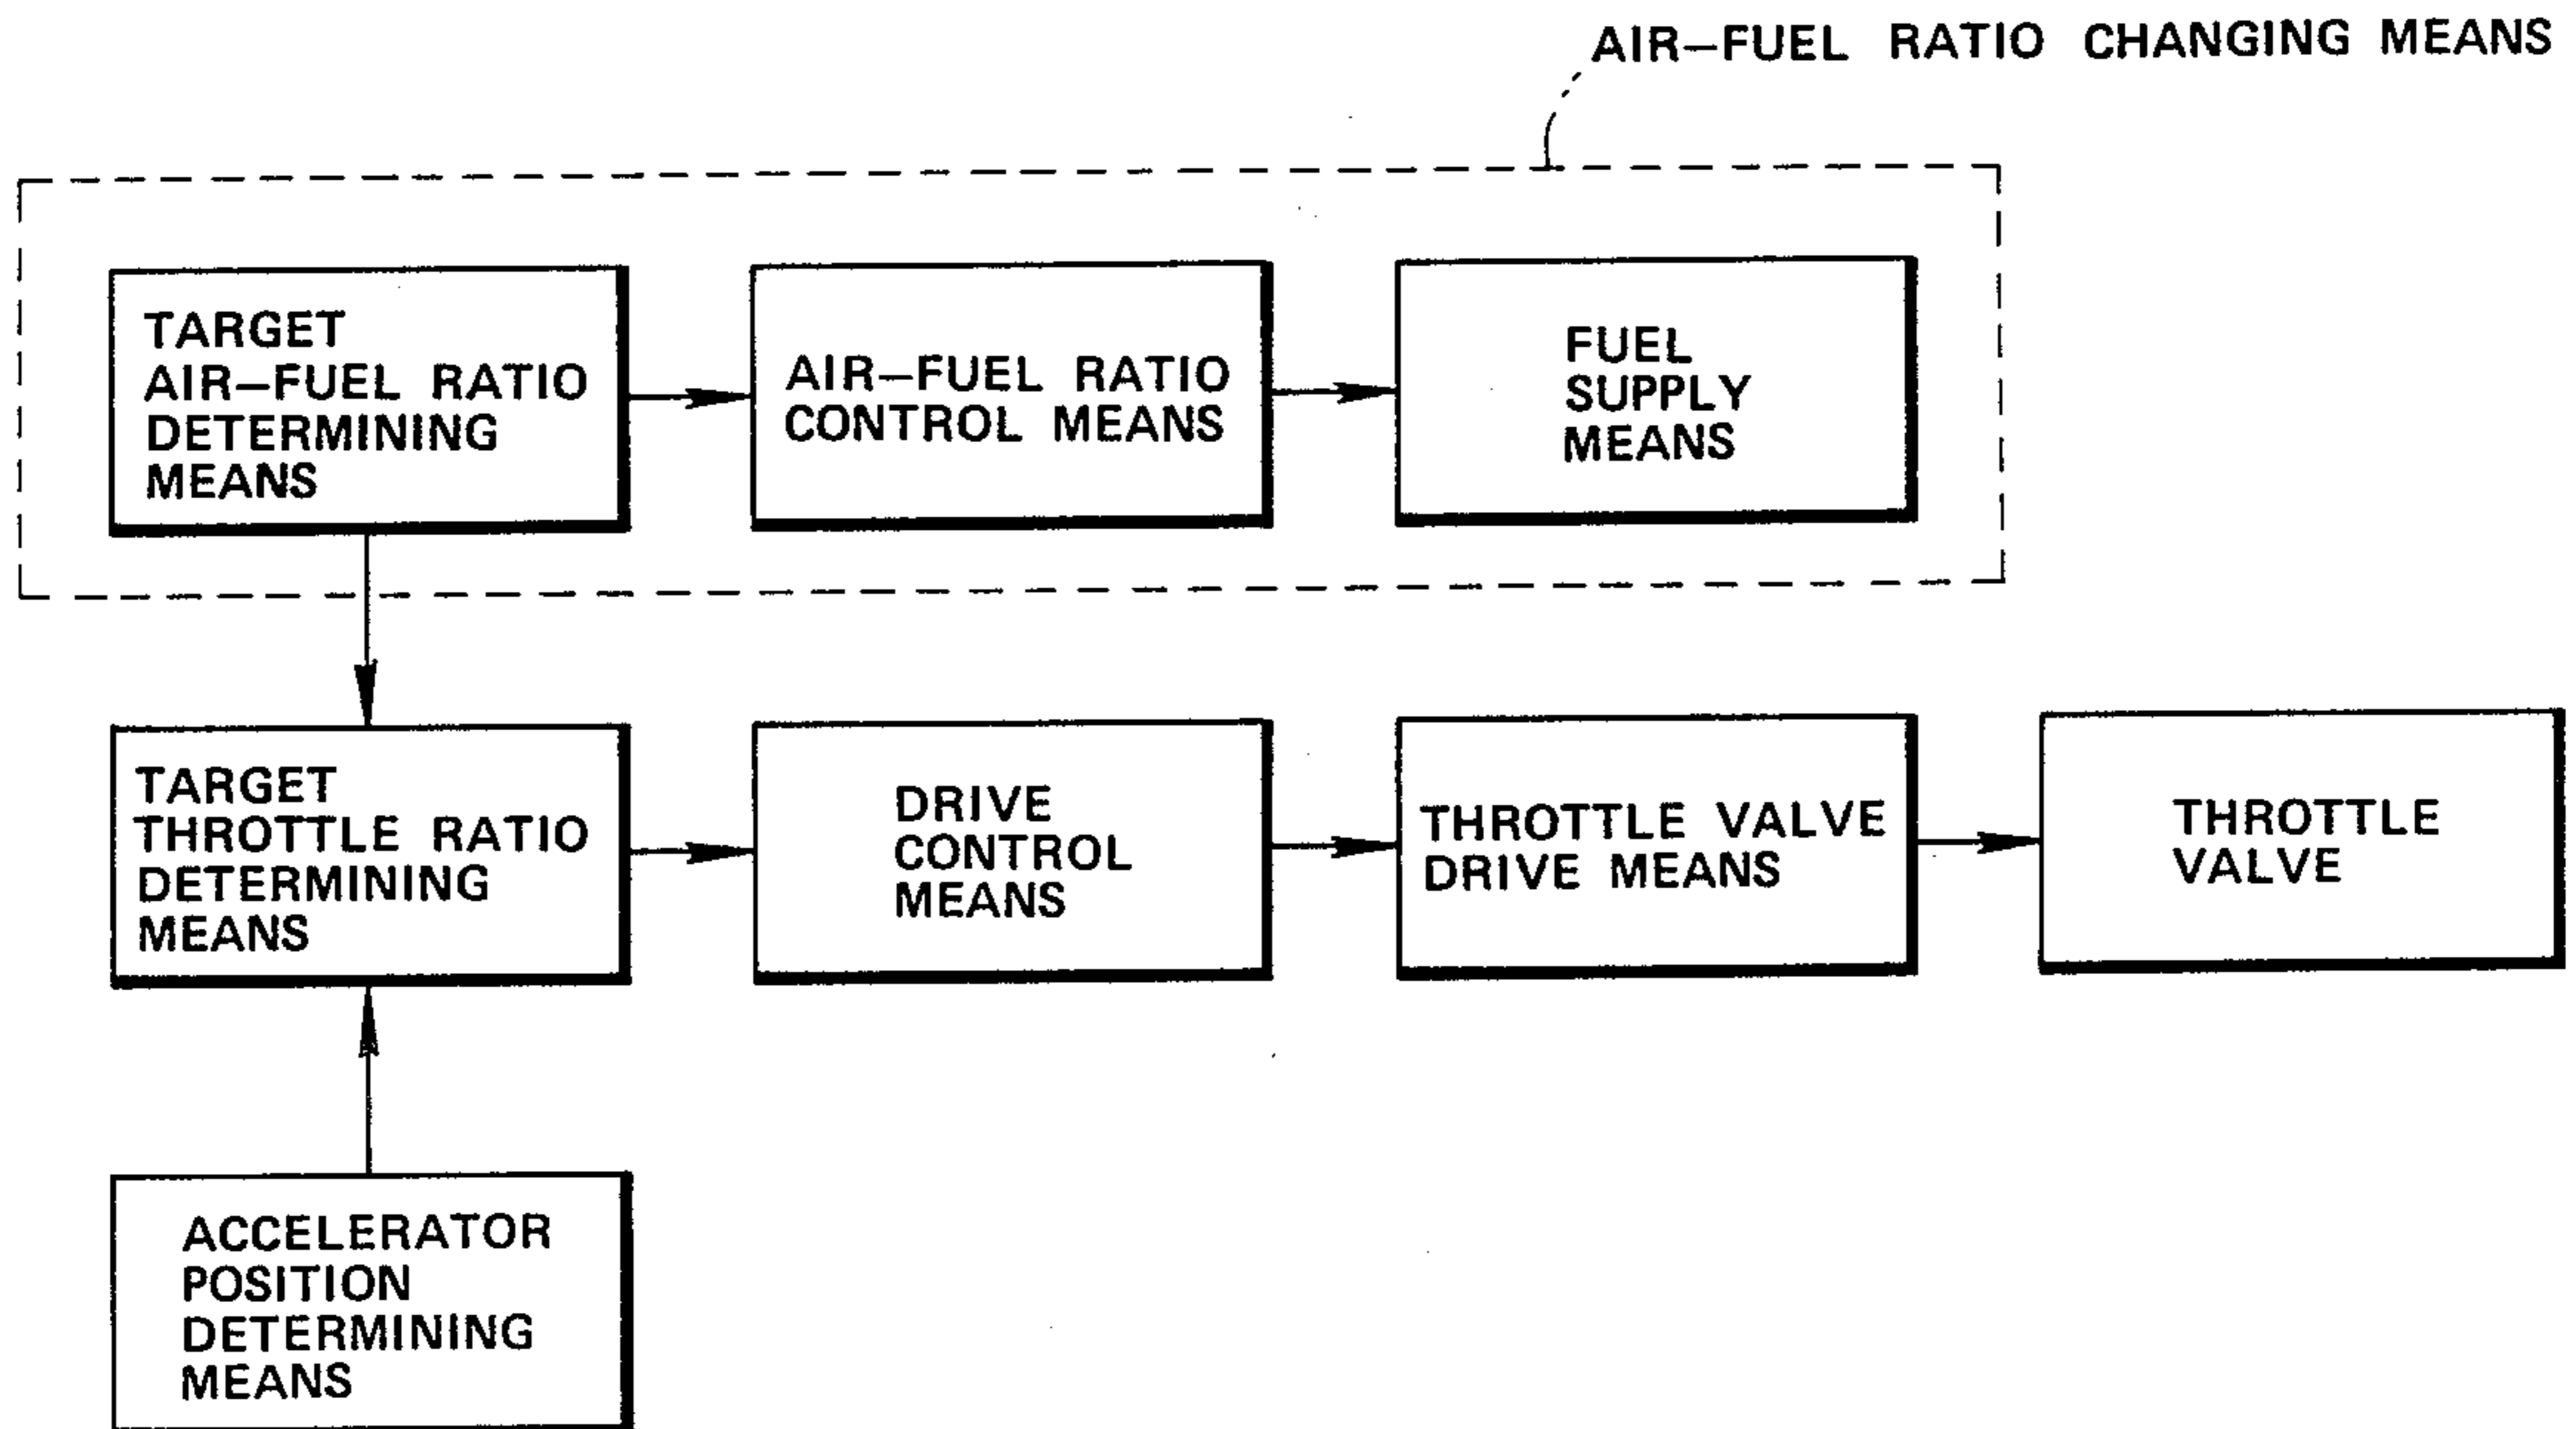 AIR–FUEL RATIO CHANGING MEANS
TARGET
AIR–FUEL RATIO
DETERMINING
MEANS
AIR–FUEL RATIO
CONTROL MEANS
FUEL
SUPPLY
MEANS
TARGET
THROTTLE RATIO
DETERMINING
MEANS
DRIVE
CONTROL
MEANS
THROTTLE VALVE
DRIVE MEANS
THROTTLE
VALVE
ACCELERATOR
POSITION
DETERMINING
MEANS